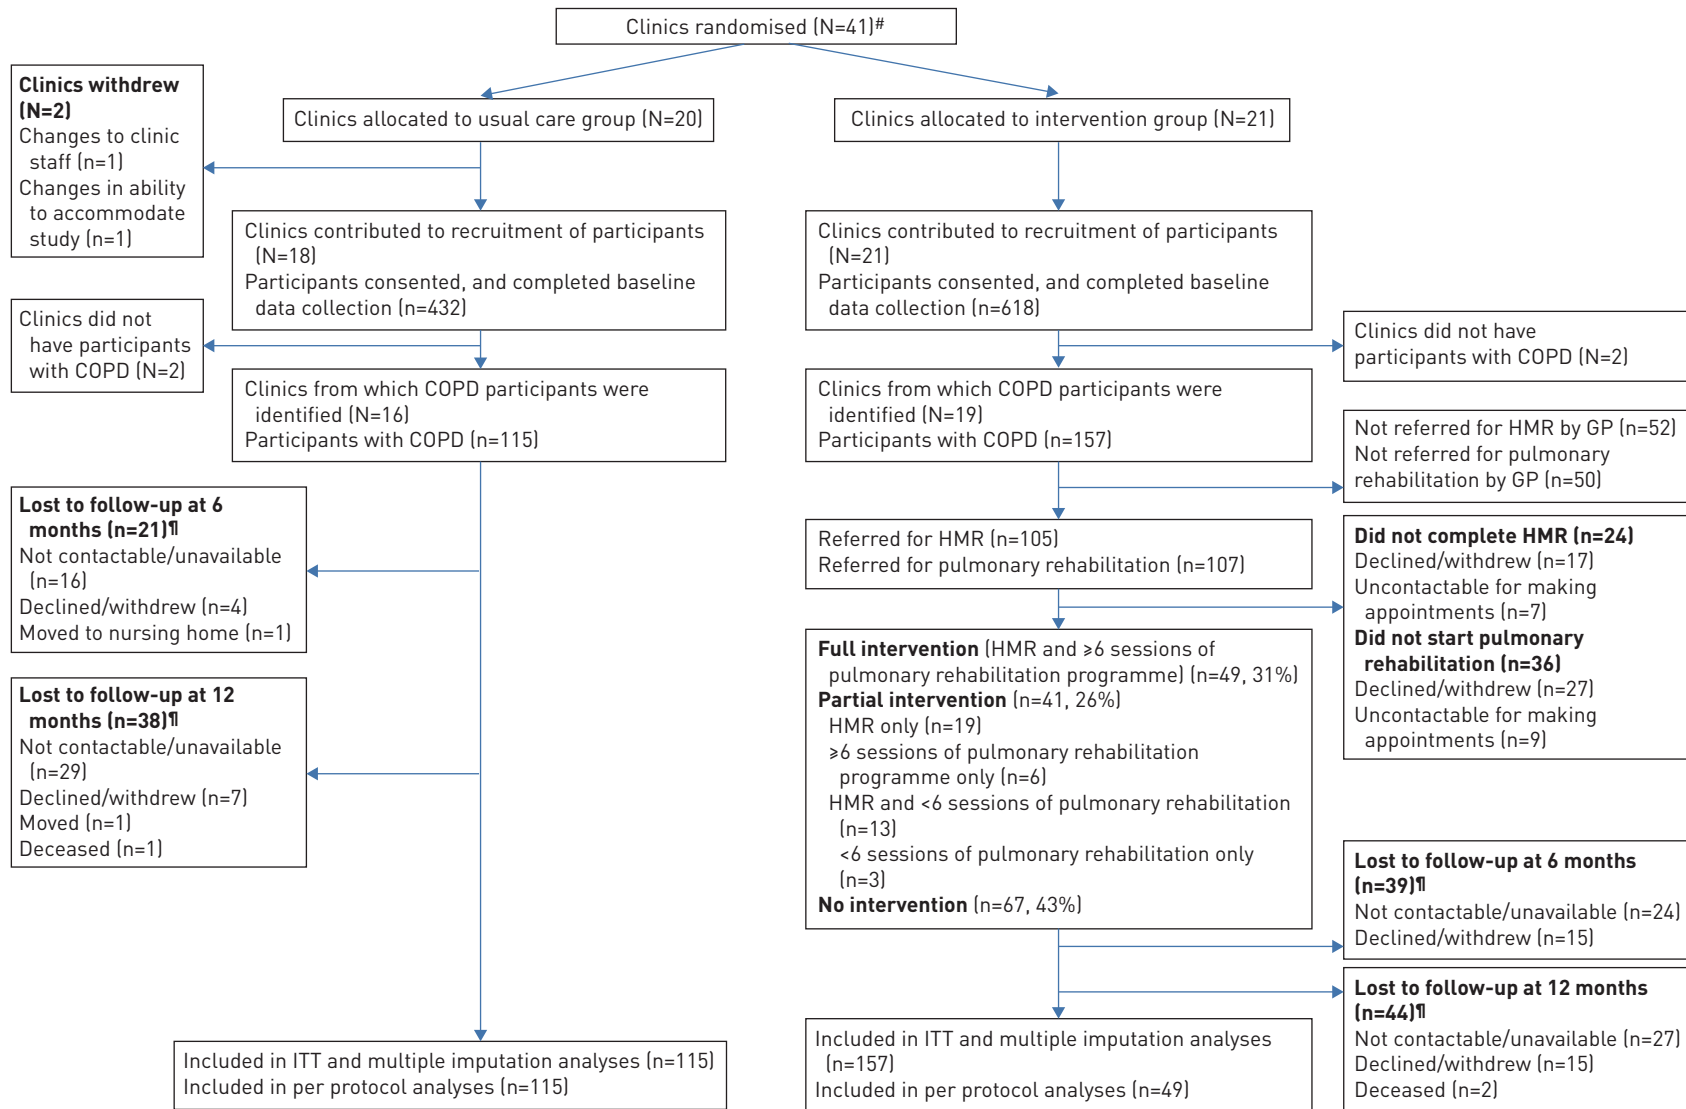 Clinics randomised (N=41)#
Clinics withdrew
(N=2)
Changes to clinic
staff (n=1)
Changes in ability
to accommodate
study (n=1)
Clinics allocated to usual care group (N=20)
Clinics allocated to intervention group (N=21)
Clinics contributed to recruitment of participants
(N=18)
Participants consented, and completed baseline
data collection (n=432)
Clinics contributed to recruitment of participants
(N=21)
Participants consented, and completed baseline
data collection (n=618)
Clinics did not
have participants
with COPD (N=2)
Clinics did not have
participants with COPD (N=2)
Clinics from which COPD participants were
identified (N=16)
Participants with COPD (n=115)
Clinics from which COPD participants were
identified (N=19)
Participants with COPD (n=157)
Not referred for HMR by GP (n=52)
Not referred for pulmonary
rehabilitation by GP (n=50)
Lost to follow-up at 6
months (n=21)¶
Not contactable/unavailable
(n=16)
Declined/withdrew (n=4)
Moved to nursing home (n=1)
Referred for HMR (n=105)
Referred for pulmonary rehabilitation (n=107)
Did not complete HMR (n=24)
Declined/withdrew (n=17)
Uncontactable for making
appointments (n=7)
Did not start pulmonary
rehabilitation (n=36)
Declined/withdrew (n=27)
Uncontactable for making
appointments (n=9)
Full intervention (HMR and ≥6 sessions of
pulmonary rehabilitation programme) (n=49, 31%)
Partial intervention (n=41, 26%)
HMR only (n=19)
≥6 sessions of pulmonary rehabilitation
programme only (n=6)
HMR and <6 sessions of pulmonary rehabilitation
(n=13)
<6 sessions of pulmonary rehabilitation only
(n=3)
No intervention (n=67, 43%)
Lost to follow-up at 12
months (n=38)¶
Not contactable/unavailable
(n=29)
Declined/withdrew (n=7)
Moved (n=1)
Deceased (n=1)
Lost to follow-up at 6 months
(n=39)¶
Not contactable/unavailable (n=24)
Declined/withdrew (n=15)
Lost to follow-up at 12 months
(n=44)¶
Not contactable/unavailable (n=27)
Declined/withdrew (n=15)
Deceased (n=2)
Included in ITT and multiple imputation analyses (n=115)
Included in per protocol analyses (n=115)
Included in ITT and multiple imputation analyses
(n=157)
Included in per protocol analyses (n=49)